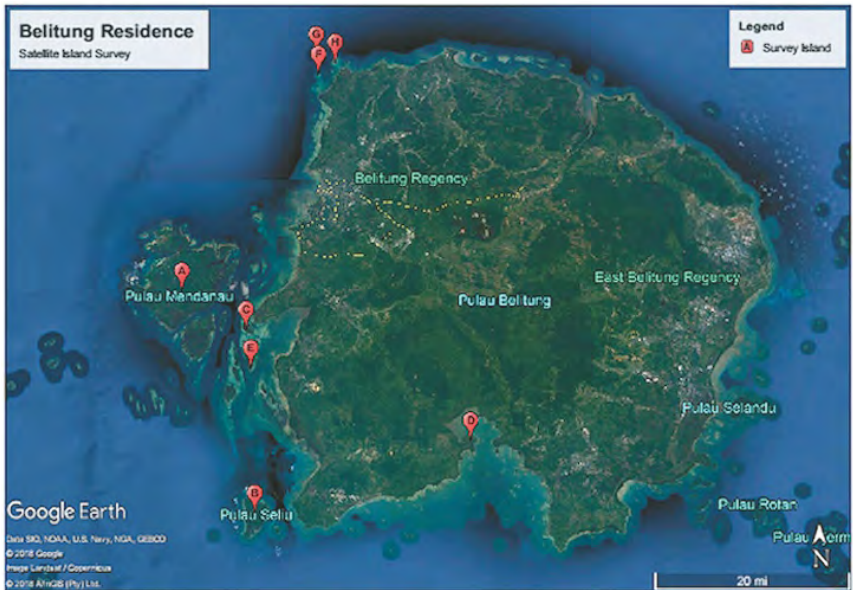 Belitung Residence
Satellite Island Survey
Legend
A Survey Island
G
H
F
Belitung Regency
A
East Belitung Regency
Pulau Mendanau
Pulau Belitung
C
E
Pulau Selandu
D
B
Pulau Seliu
Pulau Rotan
Google Earth
Pulau
Data SIO, NOAA, U.S. Navy, NGA, GEBCO
© 2018 Google
Image Landsat / Copernicus
© 2018 AfriGIS (Pty) Ltd.
N
20 mi